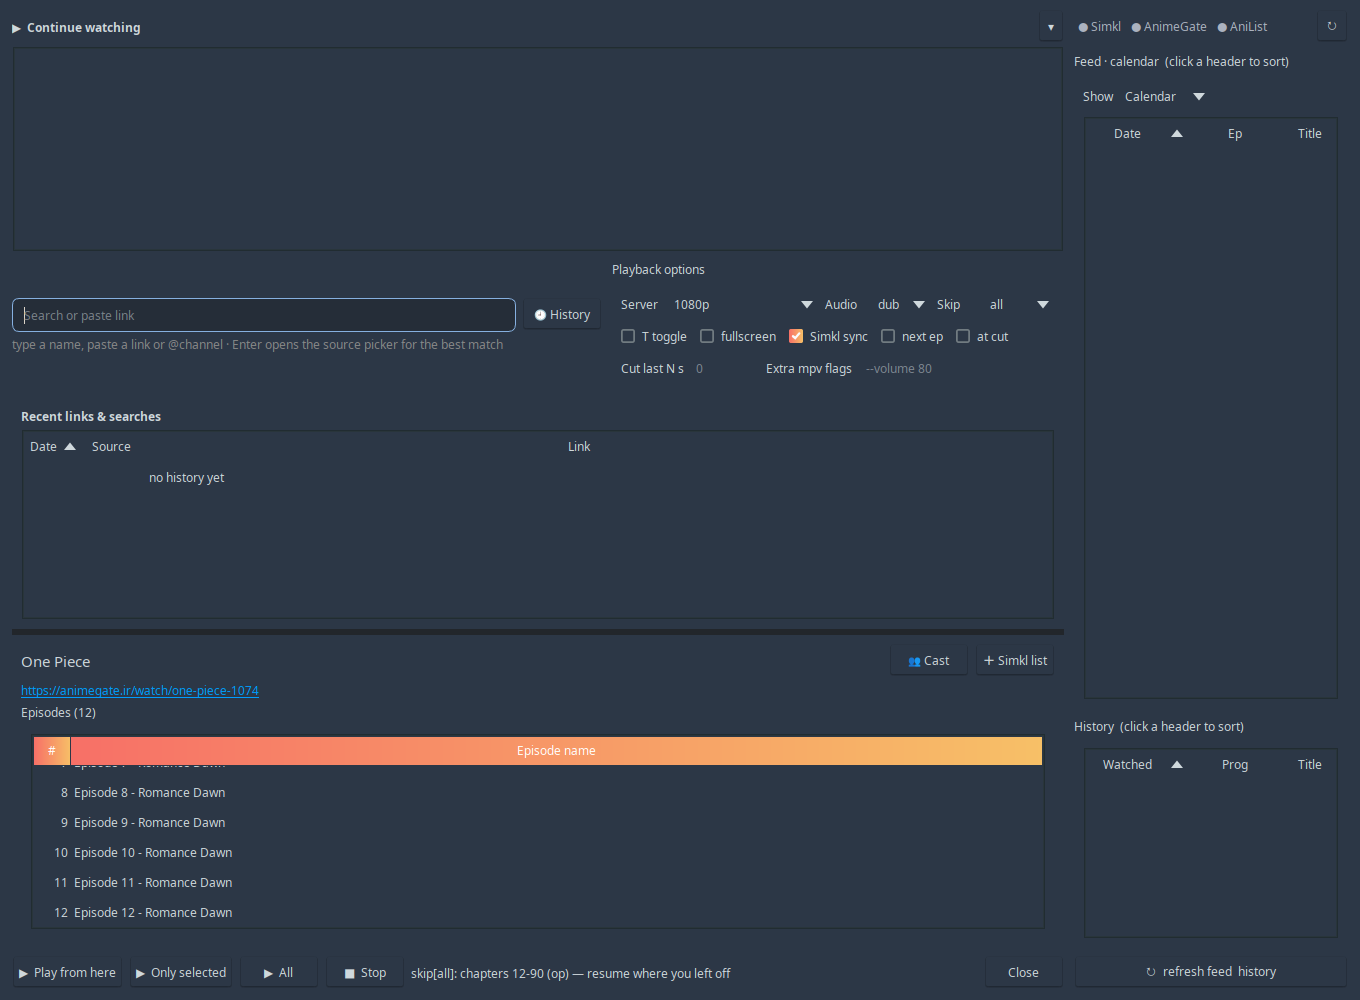 ▶ Continue watching
▼
● Simkl ● AnimeGate ● AniList
↻
Feed · calendar (click a header to sort)
Show Calendar
Date Ep Title
Playback options
Search or paste link
🕘 History
type a name, paste a link or @channel · Enter opens the source picker for the best match
Server 1080p Audio dub Skip all
T toggle fullscreen Simkl sync next ep at cut
Cut last N s 0 Extra mpv flags --volume 80
Recent links & searches
Date Source Link
no history yet
One Piece
👥 Cast
+ Simkl list
https://animegate.ir/watch/one-piece-1074
Episodes (12)
# Episode name
8 Episode 8 - Romance Dawn
9 Episode 9 - Romance Dawn
10 Episode 10 - Romance Dawn
11 Episode 11 - Romance Dawn
12 Episode 12 - Romance Dawn
History (click a header to sort)
Watched Prog Title
▶ Play from here ▶ Only selected ▶ All ■ Stop skip[all]: chapters 12-90 (op) — resume where you left off Close
↻ refresh feed history